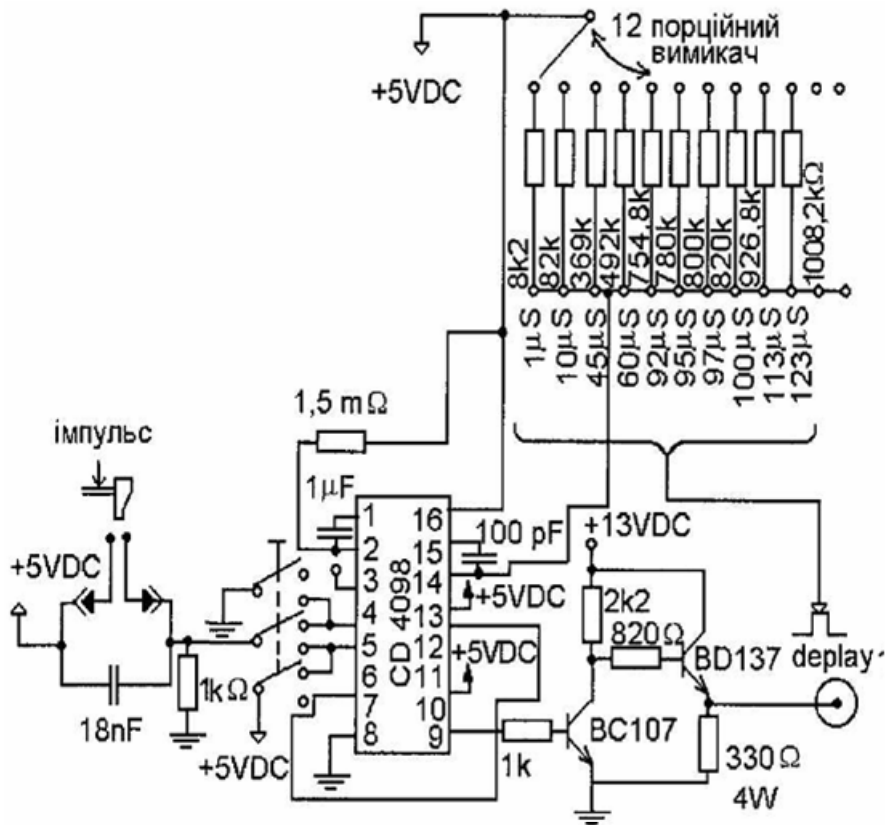 12 порційний
вимикач
+5VDC
8k2
82k
369k
492k
754,8k
780k
800k
820k
926,8k
1008,2kΩ
1μS
10μS
45μS
60μS
92μS
95μS
97μS
100μS
113μS
123μS
1,5 mΩ
імпульс
1μF
+5VDC
18nF
1kΩ
+5VDC
1
2
3
4
5
6
7
8
CD 4098
16
15
14
13
12
11
10
9
100 pF
+5VDC
+5VDC
1k
+13VDC
2k2
820Ω
BD137
BC107
330Ω
4W
deplay